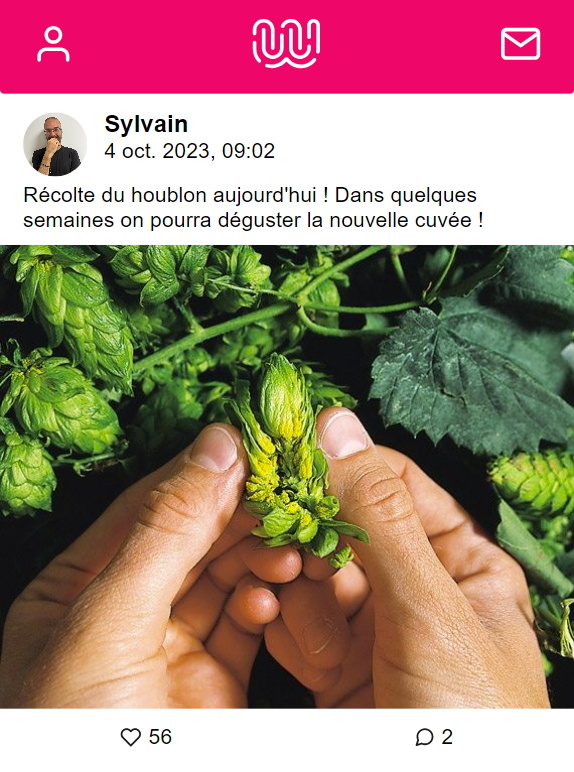 Sylvain
4 oct. 2023, 09:02
Récolte du houblon aujourd'hui ! Dans quelques
semaines on pourra déguster la nouvelle cuvée !
56
2